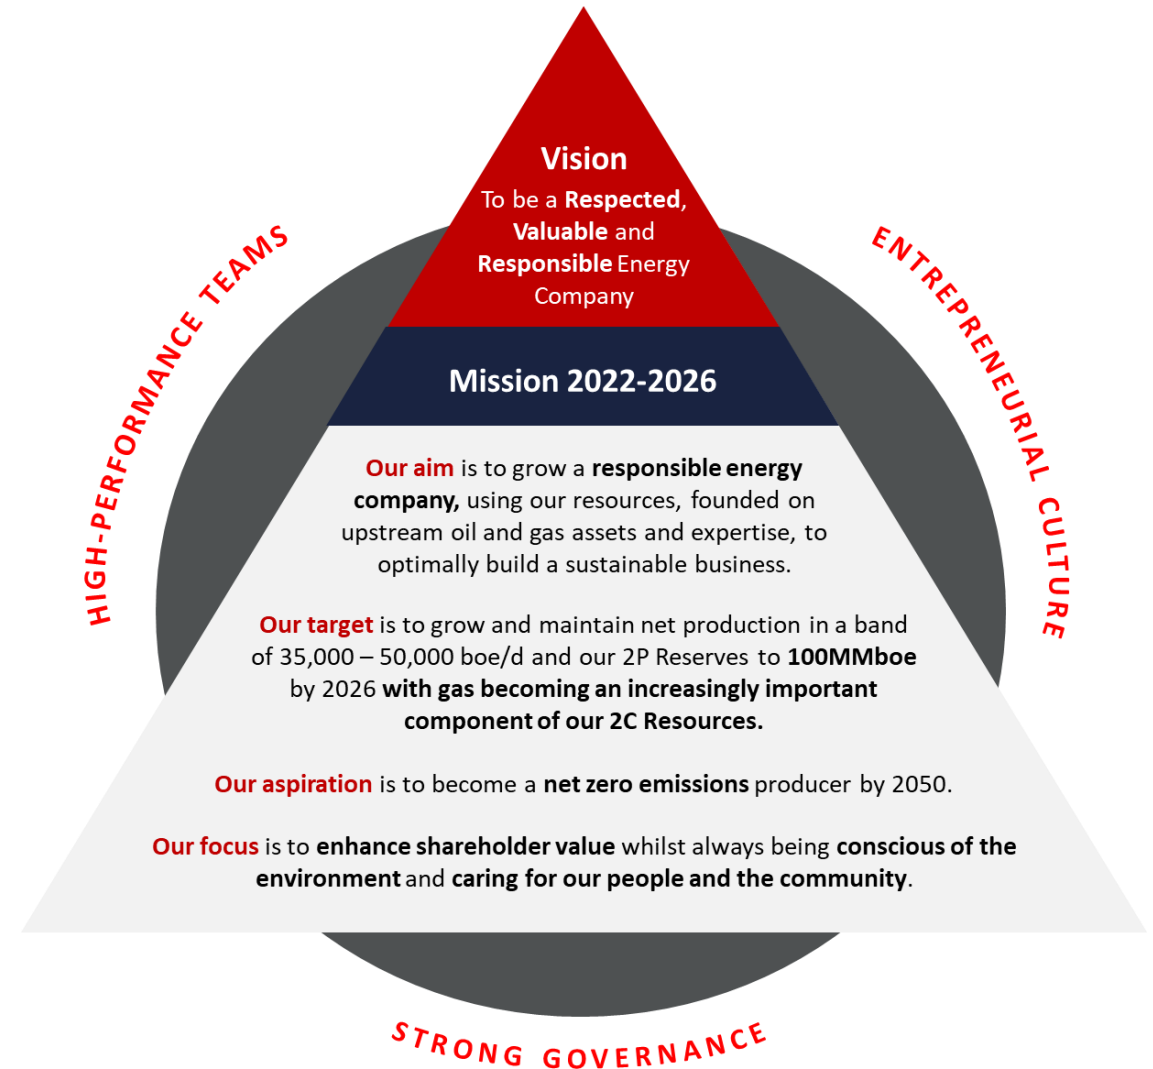 Vision
To be a Respected,
Valuable and
Responsible Energy
Company
HIGH-PERFORMANCE TEAMS
ENTREPRENEURIAL CULTURE
Mission 2022-2026
Our aim is to grow a responsible energy
company, using our resources, founded on
upstream oil and gas assets and expertise, to
optimally build a sustainable business.
Our target is to grow and maintain net production in a band
of 35,000 – 50,000 boe/d and our 2P Reserves to 100MMboe
by 2026 with gas becoming an increasingly important
component of our 2C Resources.
Our aspiration is to become a net zero emissions producer by 2050.
Our focus is to enhance shareholder value whilst always being conscious of the
environment and caring for our people and the community.
STRONG GOVERNANCE